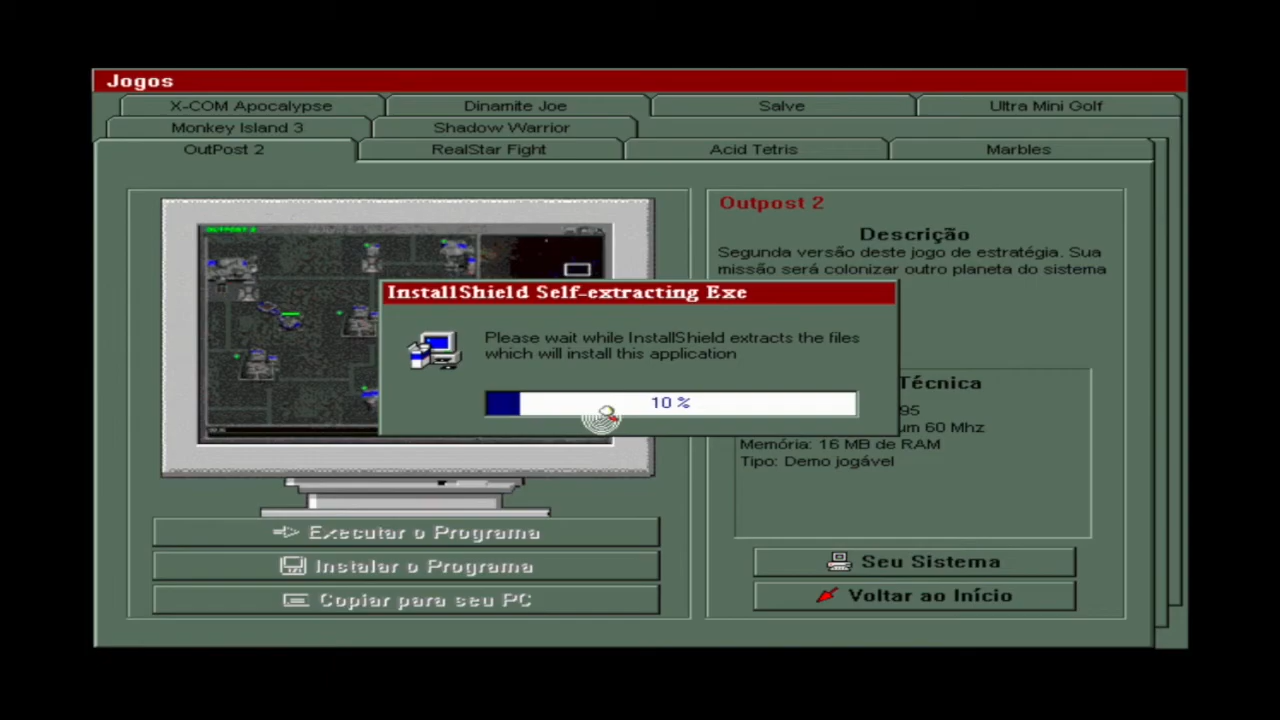 Jogos
X-COM Apocalypse
Dinamite Joe
Salve
Ultra Mini Golf
Monkey Island 3
Shadow Warrior
OutPost 2
RealStar Fight
Acid Tetris
Marbles
OUTPOST 2
Outpost 2
Descrição
Segunda versão deste jogo de estratégia. Sua
missão será colonizar outro planeta do sistema
InstallShield Self-extracting Exe
Please wait while InstallShield extracts the files
which will install this application
10 %
Técnica
95
um 60 Mhz
Memória: 16 MB de RAM
Tipo: Demo jogável
Executar o Programa
Instalar o Programa
Copiar para seu PC
Seu Sistema
Voltar ao Início